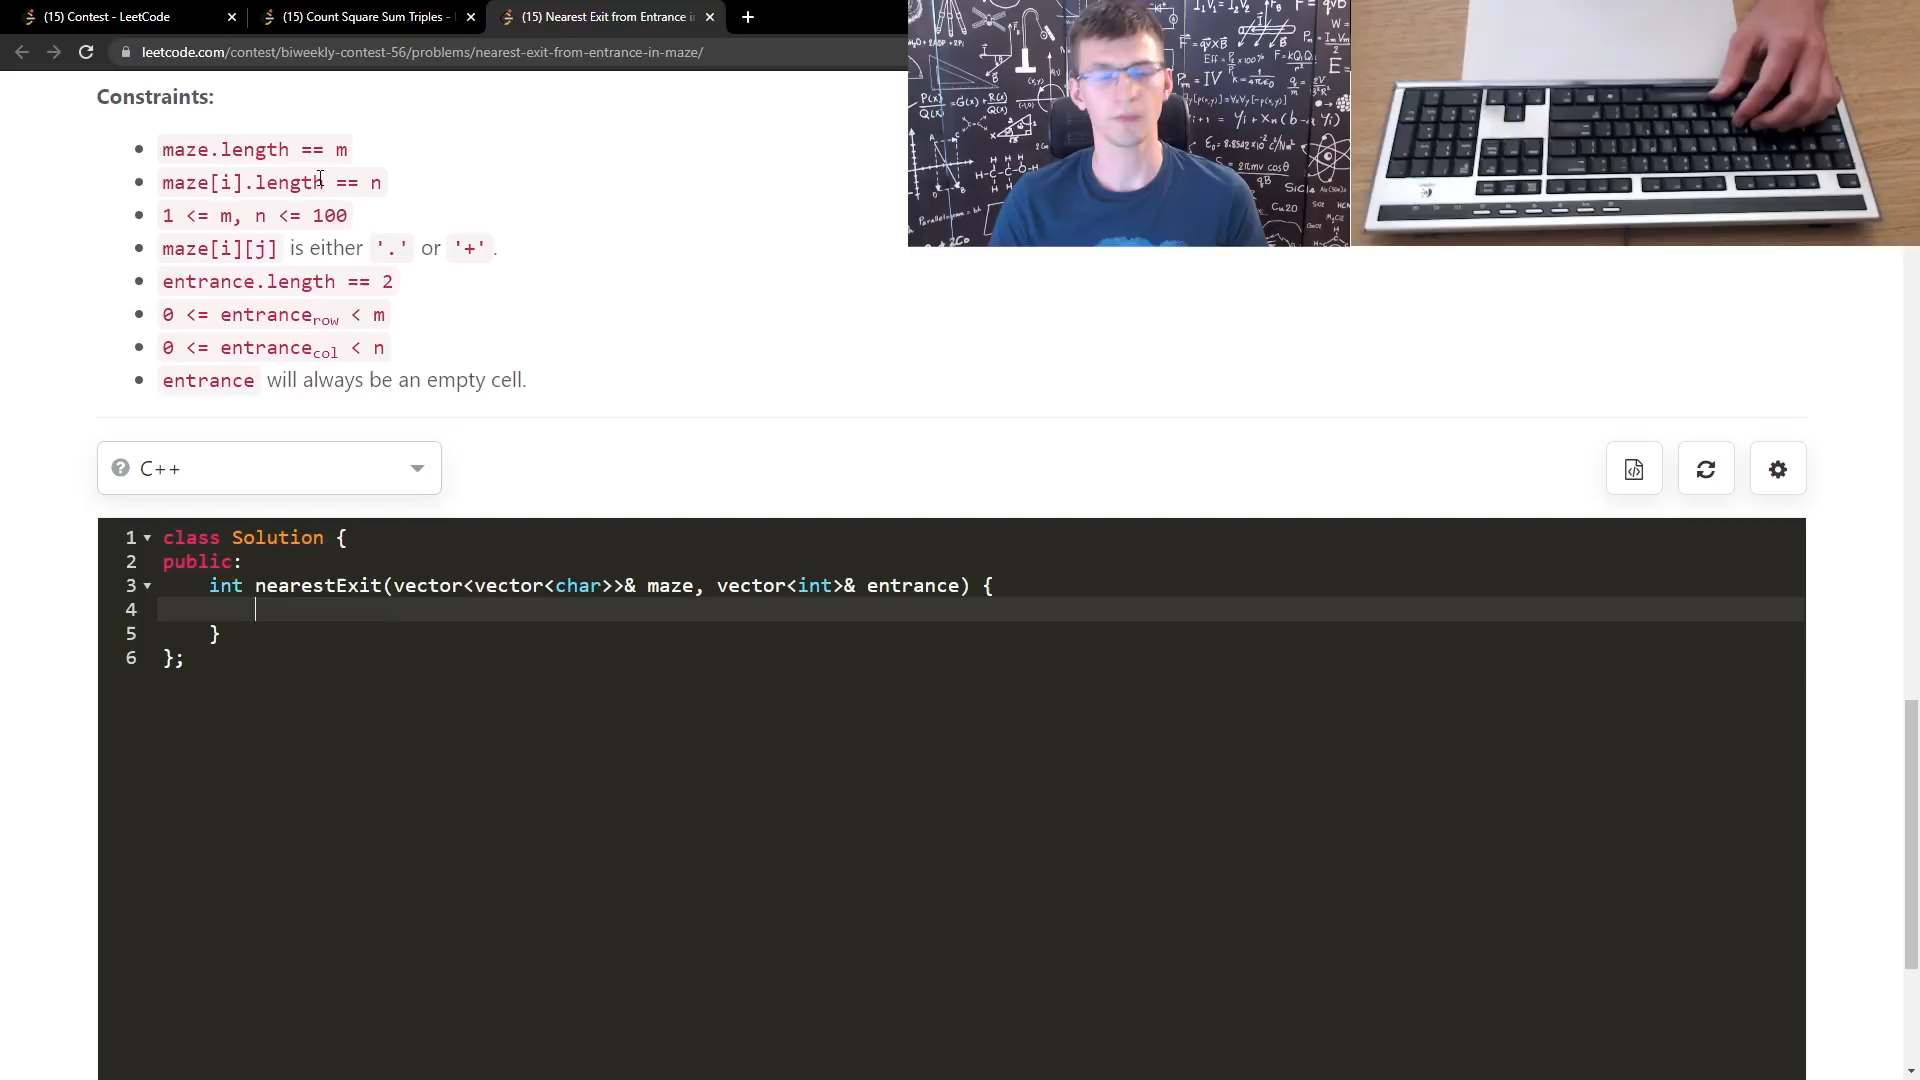 (15) Contest - LeetCode
(15) Count Square Sum Triples -
(15) Nearest Exit from Entrance in
leetcode.com/contest/biweekly-contest-56/problems/nearest-exit-from-entrance-in-maze/
Constraints:
maze.length == m
maze[i].length == n
1 <= m, n <= 100
maze[i][j] is either '.' or '+'.
entrance.length == 2
0 <= entrancerow < m
0 <= entrancecol < n
entrance will always be an empty cell.
C++
1 class Solution {
2 public:
3 int nearestExit(vector<vector<char>>& maze, vector<int>& entrance) {
4
5 }
6 };